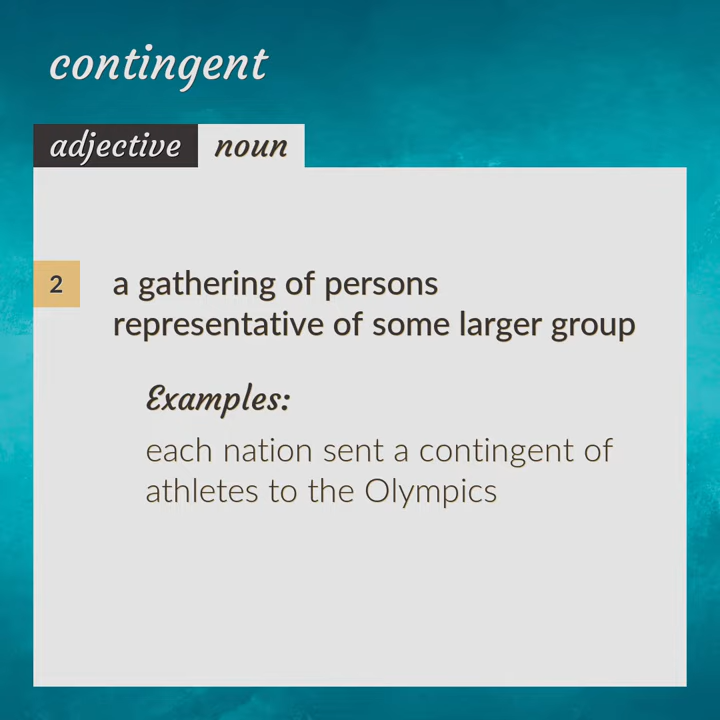 contingent
adjective noun
2 a gathering of persons
representative of some larger group
Examples:
each nation sent a contingent of
athletes to the Olympics